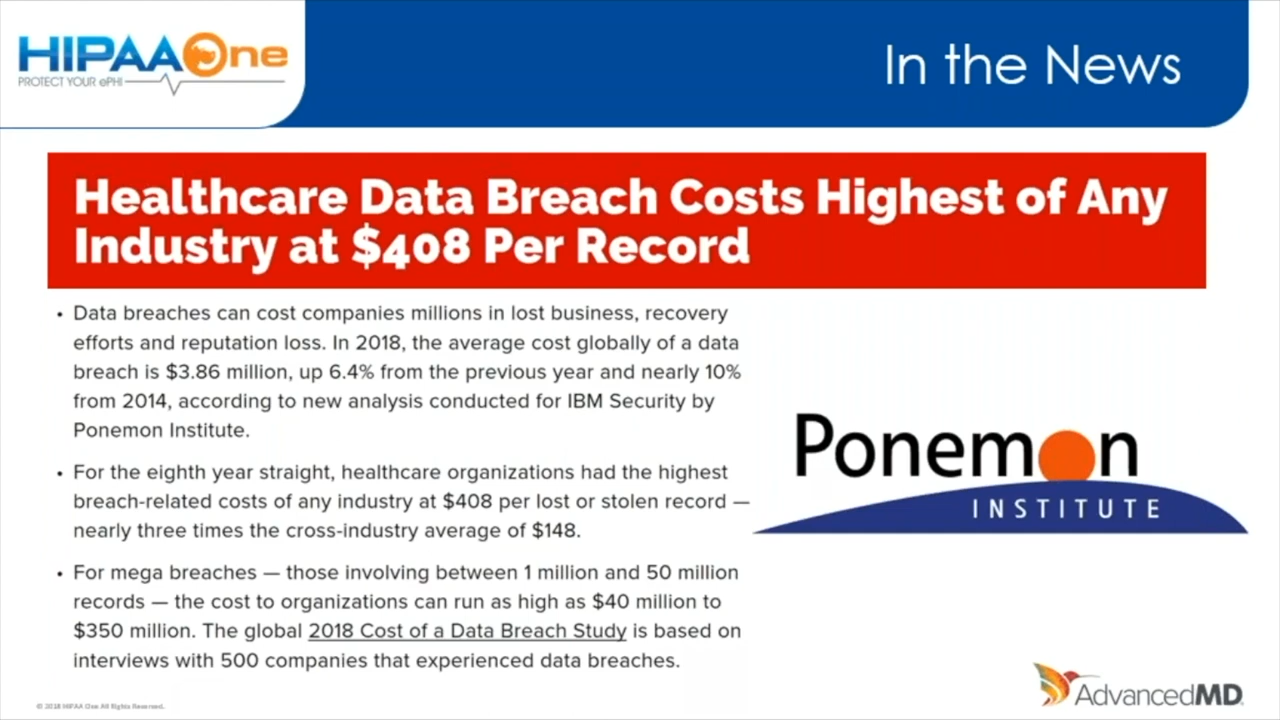 HIPAA One
PROTECT YOUR ePHI
In the News
Healthcare Data Breach Costs Highest of Any
Industry at $408 Per Record
• Data breaches can cost companies millions in lost business, recovery
efforts and reputation loss. In 2018, the average cost globally of a data
breach is $3.86 million, up 6.4% from the previous year and nearly 10%
from 2014, according to new analysis conducted for IBM Security by
Ponemon Institute.
• For the eighth year straight, healthcare organizations had the highest
breach-related costs of any industry at $408 per lost or stolen record —
nearly three times the cross-industry average of $148.
• For mega breaches — those involving between 1 million and 50 million
records — the cost to organizations can run as high as $40 million to
$350 million. The global 2018 Cost of a Data Breach Study is based on
interviews with 500 companies that experienced data breaches.
Ponemon
INSTITUTE
© 2018 HIPAA One All Rights Reserved.
AdvancedMD